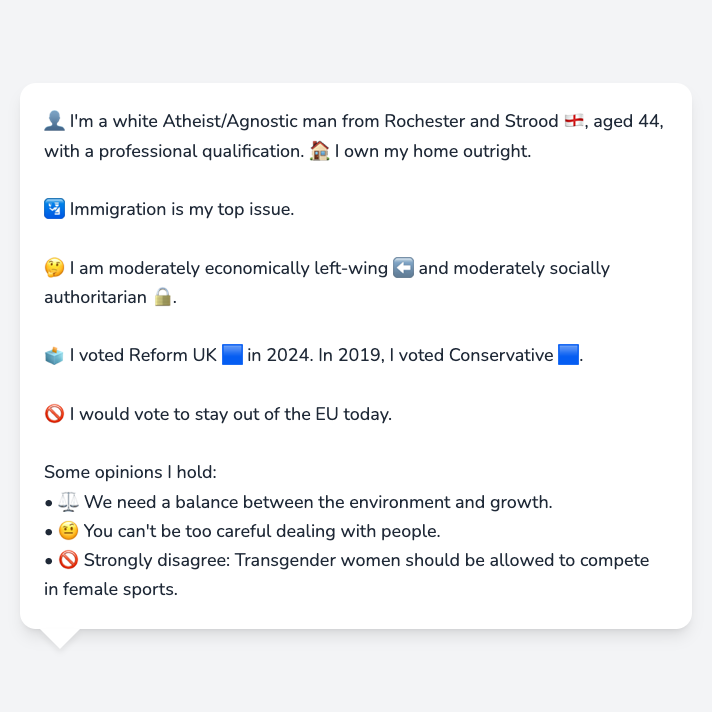 👤 I'm a white Atheist/Agnostic man from Rochester and Strood 🏴󠁧󠁢󠁥󠁮󠁧󠁿, aged 44,
with a professional qualification. 🏠 I own my home outright.
🛂 Immigration is my top issue.
🤔 I am moderately economically left-wing ⬅️ and moderately socially
authoritarian 🔒.
🗳️ I voted Reform UK 🟦 in 2024. In 2019, I voted Conservative 🟦.
🚫 I would vote to stay out of the EU today.
Some opinions I hold:
• ⚖️ We need a balance between the environment and growth.
• 🤨 You can't be too careful dealing with people.
• 🚫 Strongly disagree: Transgender women should be allowed to compete
in female sports.